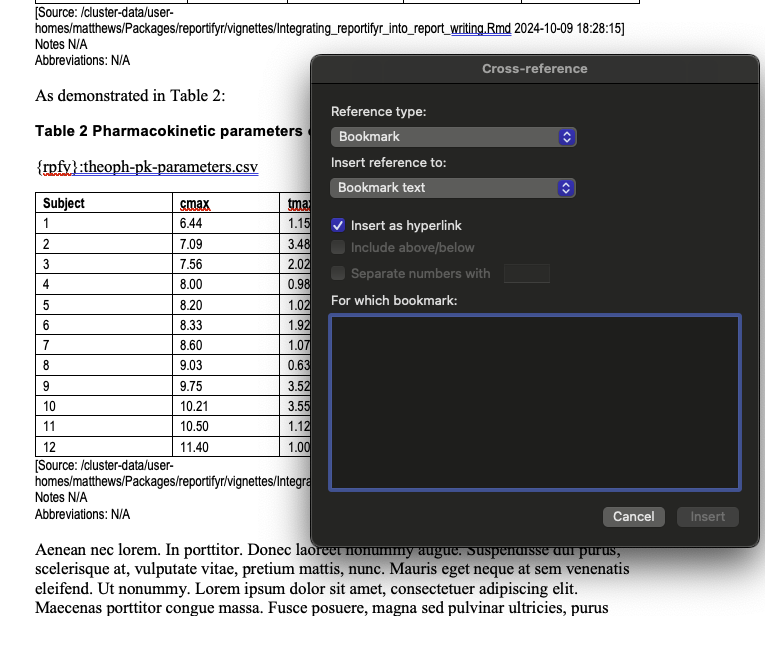 [Source: /cluster-data/user-
homes/matthews/Packages/reportifyr/vignettes/Integrating_reportifyr_into_report_writing.Rmd 2024-10-09 18:28:15]
Notes N/A
Abbreviations: N/A
As demonstrated in Table 2:
Table 2 Pharmacokinetic parameters
{rpfy}:theoph-pk-parameters.csv
Subject cmax
1 6.44 1.15
2 7.09 3.48
3 7.56 2.02
4 8.00 0.98
5 8.20 1.02
6 8.33 1.92
7 8.60 1.07
8 9.03 0.63
9 9.75 3.52
10 10.21 3.55
11 10.50 1.12
12 11.40 1.00
[Source: /cluster-data/user-
homes/matthews/Packages/reportifyr/vignettes/Integra
Notes N/A
Abbreviations: N/A
Aenean nec lorem. In porttitor. Donec laoreet nonummy augue. Suspendisse dui purus,
scelerisque at, vulputate vitae, pretium mattis, nunc. Mauris eget neque at sem venenatis
eleifend. Ut nonummy. Lorem ipsum dolor sit amet, consectetuer adipiscing elit.
Maecenas porttitor congue massa. Fusce posuere, magna sed pulvinar ultricies, purus
Cross-reference
Reference type:
Bookmark
Insert reference to:
Bookmark text
Insert as hyperlink
Include above/below
Separate numbers with
For which bookmark:
Cancel Insert